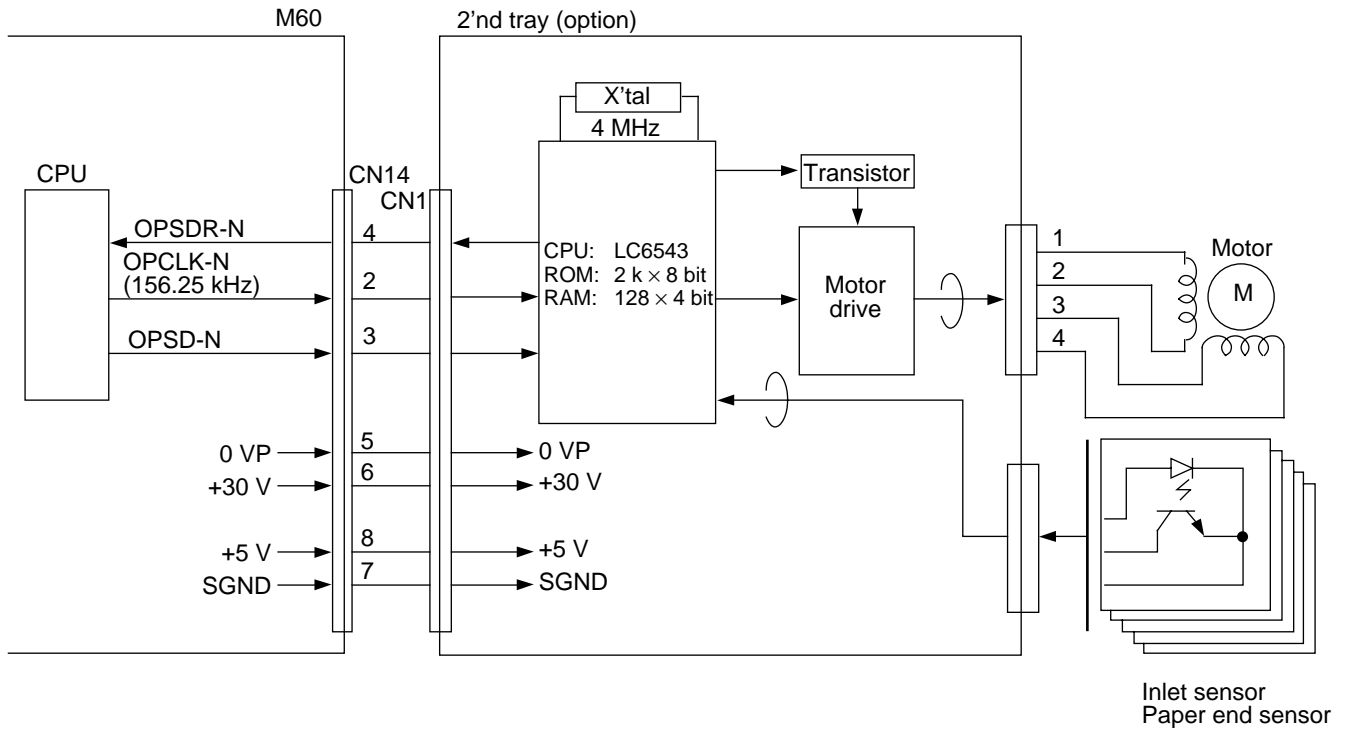 M60
2'nd tray (option)
X'tal
4 MHz
CPU
CN14
CN1
Transistor
OPSDR-N
4
OPCLK-N
(156.25 kHz)
2
OPSD-N
3
CPU: LC6543
ROM: 2 k × 8 bit
RAM: 128 × 4 bit
Motor
drive
1
2
3
4
Motor
M
0 VP
5
0 VP
+30 V
6
+30 V
+5 V
8
+5 V
SGND
7
SGND
Inlet sensor
Paper end sensor